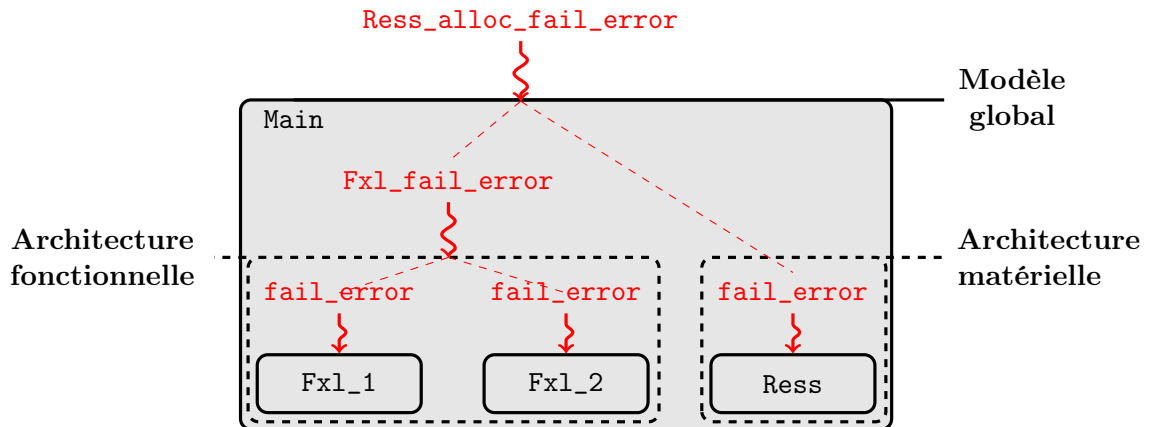 Ress_alloc_fail_error
Modèle
global
Main
Fxl_fail_error
Architecture
fonctionnelle
Architecture
matérielle
fail_error
fail_error
fail_error
Fxl_1
Fxl_2
Ress